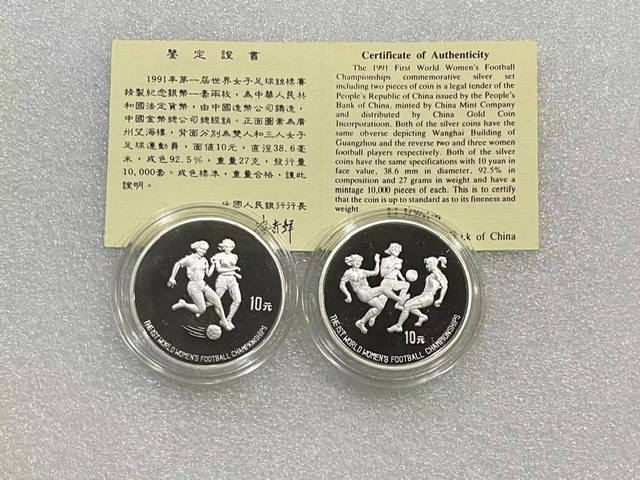 鑒定證書
1991年第一屆世界女子足球錦標賽
精製紀念銀幣一套兩枚，為中華人民共
和國法定貨幣，由中國造幣公司鑄造，
中國金幣總公司總經銷。正面圖案為廣
州望海樓，背面分別為雙人和三人女子
足球運動員，面值10元，直徑38.6毫
米，成色92.5%，重量27克，發行量
10,000套。成色標準，重量合格，謹此
證明。
國人民銀行行長
Certificate of Authenticity
The 1991 First World Women's Football
Championships commemorative silver set
including two pieces of coin is a legal tender of the
People's Republic of China issued by the People's
Bank of China, minted by China Mint Company
and distributed by China Gold Coin
Incorporatioon. Both of the silver coins have the
same obverse depicting Wanghai Building of
Guangzhou and the reverse two and three women
football players respectively. Both of the silver
coins have the same specifications with 10 yuan in
face value, 38.6 mm in diameter, 92.5% in
composition and 27 grams in weight and have a
mintage 10,000 pieces of each. This is to certify
that the coin is up to standard as to its fineness and
weight
of China
10元
THE IST WORLD WOMEN'S FOOTBALL CHAMPIONSHIPS
10元
THE IST WORLD WOMEN'S FOOTBALL CHAMPIONSHIPS